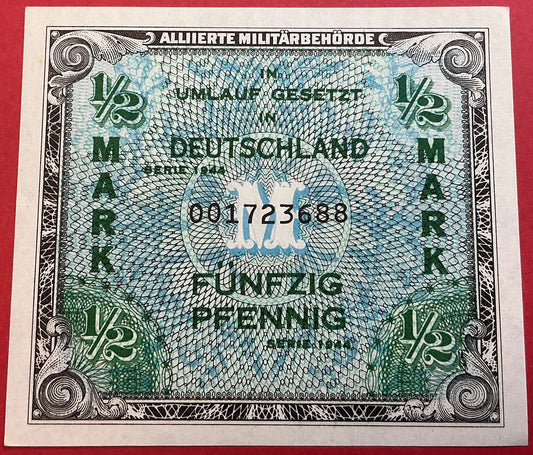 ALLIIERTE MILITÄRBEHÖRDE
1/2 1/2
IN
UMLAUF GESETZT
IN
DEUTSCHLAND
SERIE 1944
MARK MARK
M
001723688
FÜNFZIG
PFENNIG
SERIE 1944
1/2 1/2